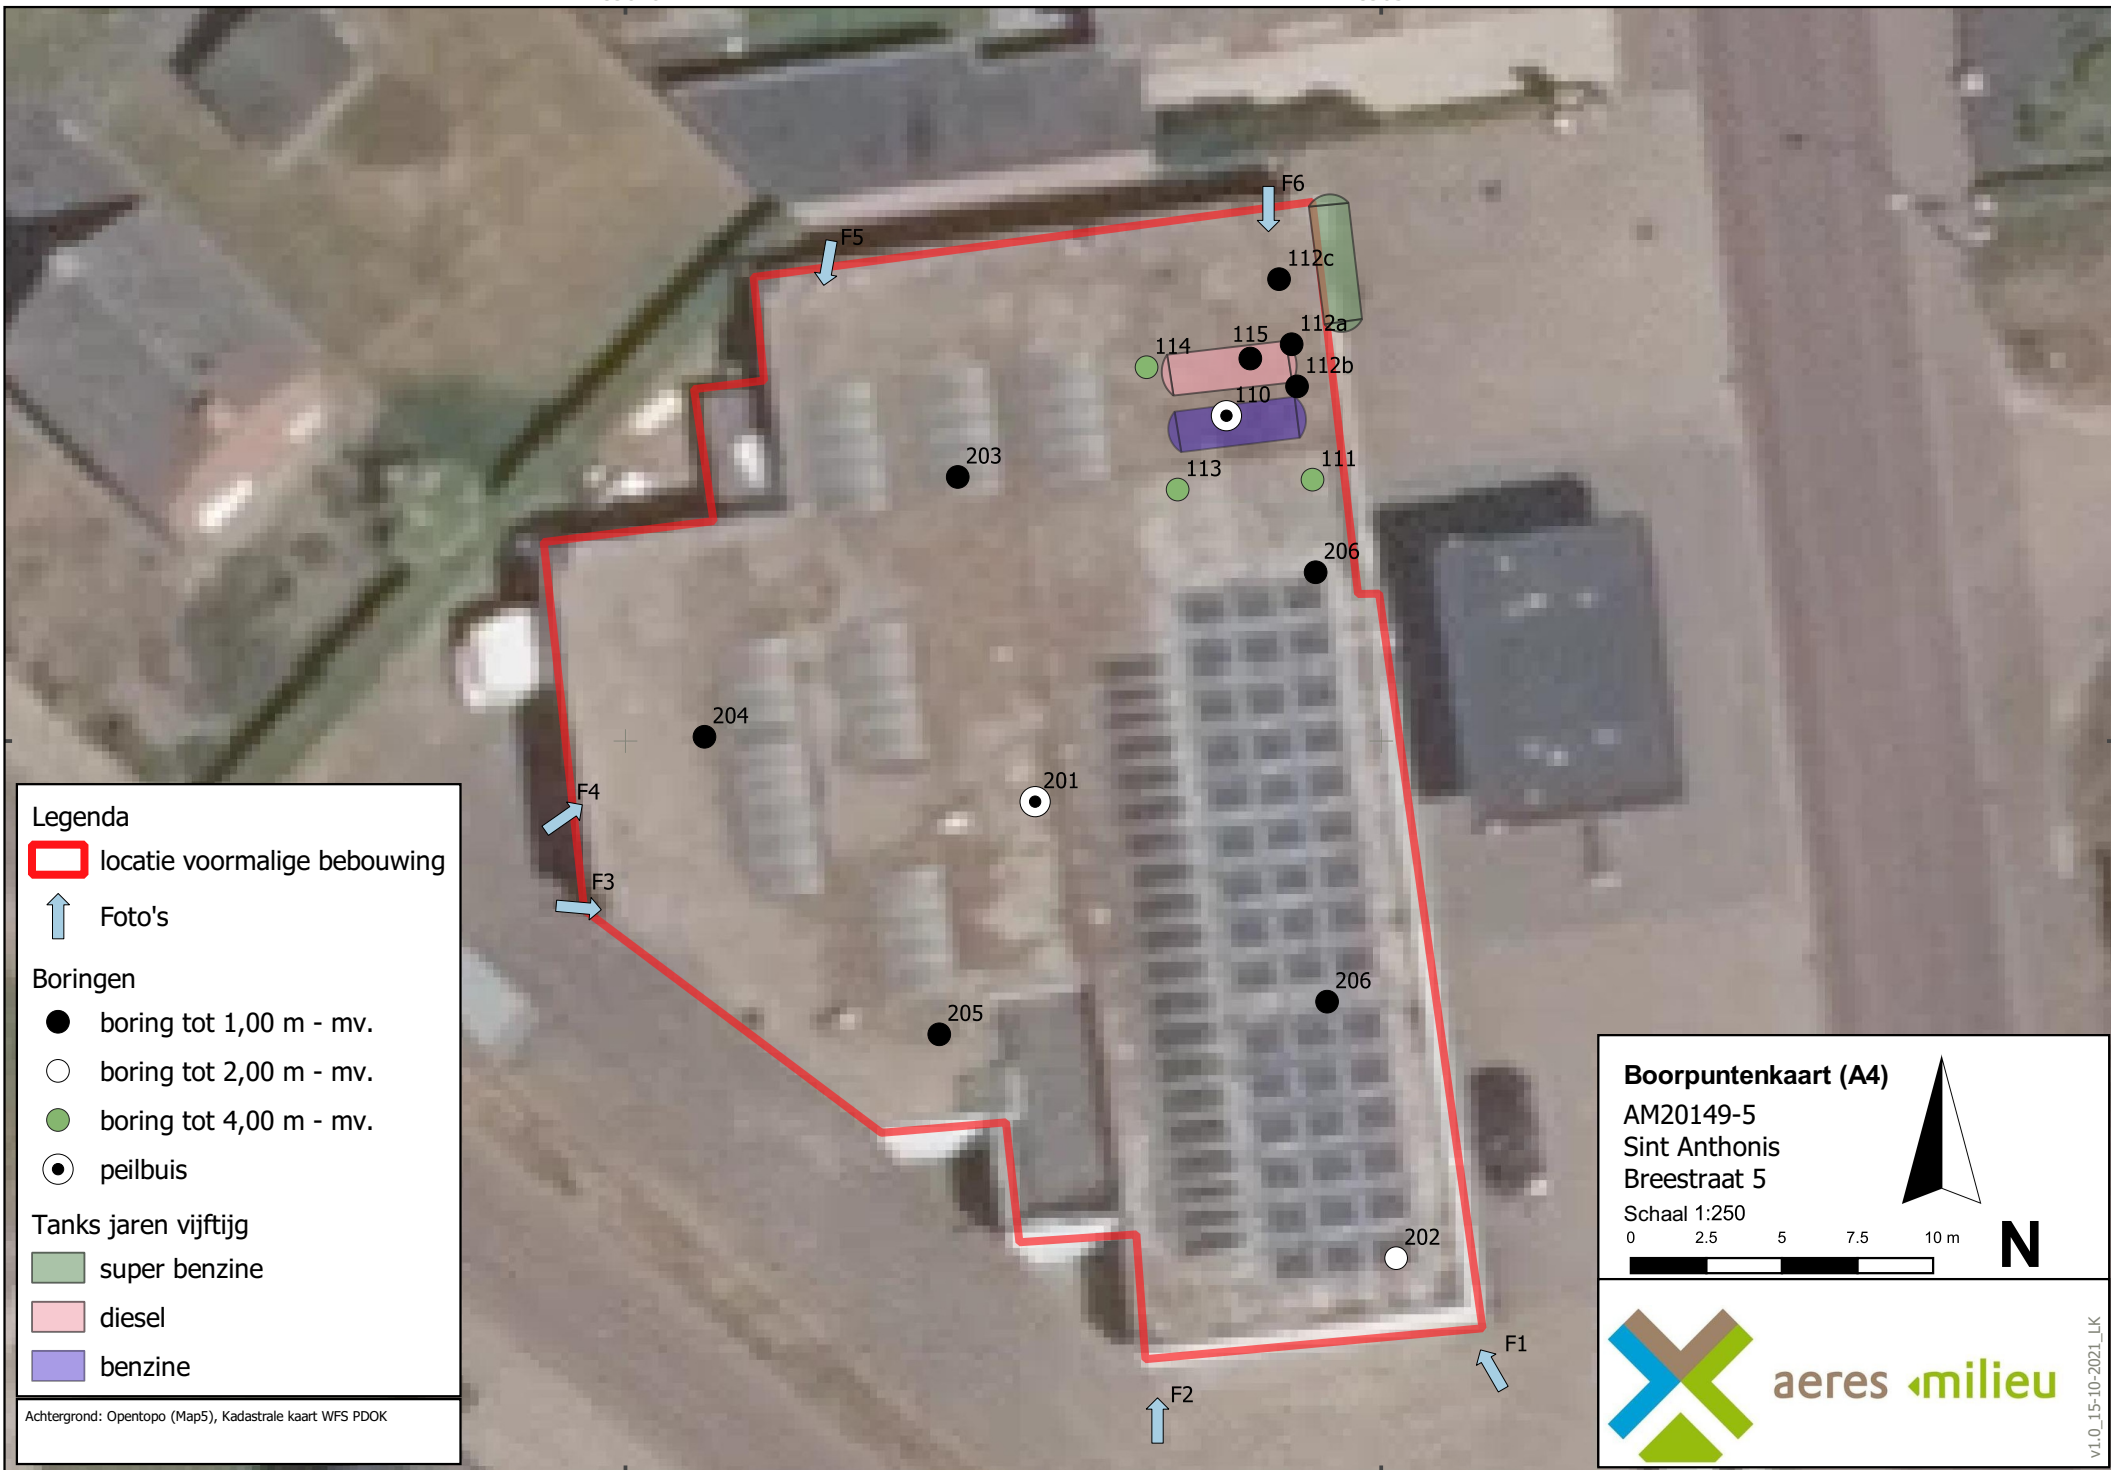 F6
F5
112c
112a
115
114
112b
110
203
113
111
206
204
201
F4
F3
206
205
202
F1
F2
Legenda
locatie voormalige bebouwing
Foto's
Boringen
boring tot 1,00 m - mv.
boring tot 2,00 m - mv.
boring tot 4,00 m - mv.
peilbuis
Tanks jaren vijftijg
super benzine
diesel
benzine
Achtergrond: Opentopo (Map5), Kadastrale kaart WFS PDOK
Boorpuntenkaart (A4)
AM20149-5
Sint Anthonis
Breestraat 5
Schaal 1:250
0 2.5 5 7.5 10 m
N
aeres milieu
v1.0_15-10-2021_LK